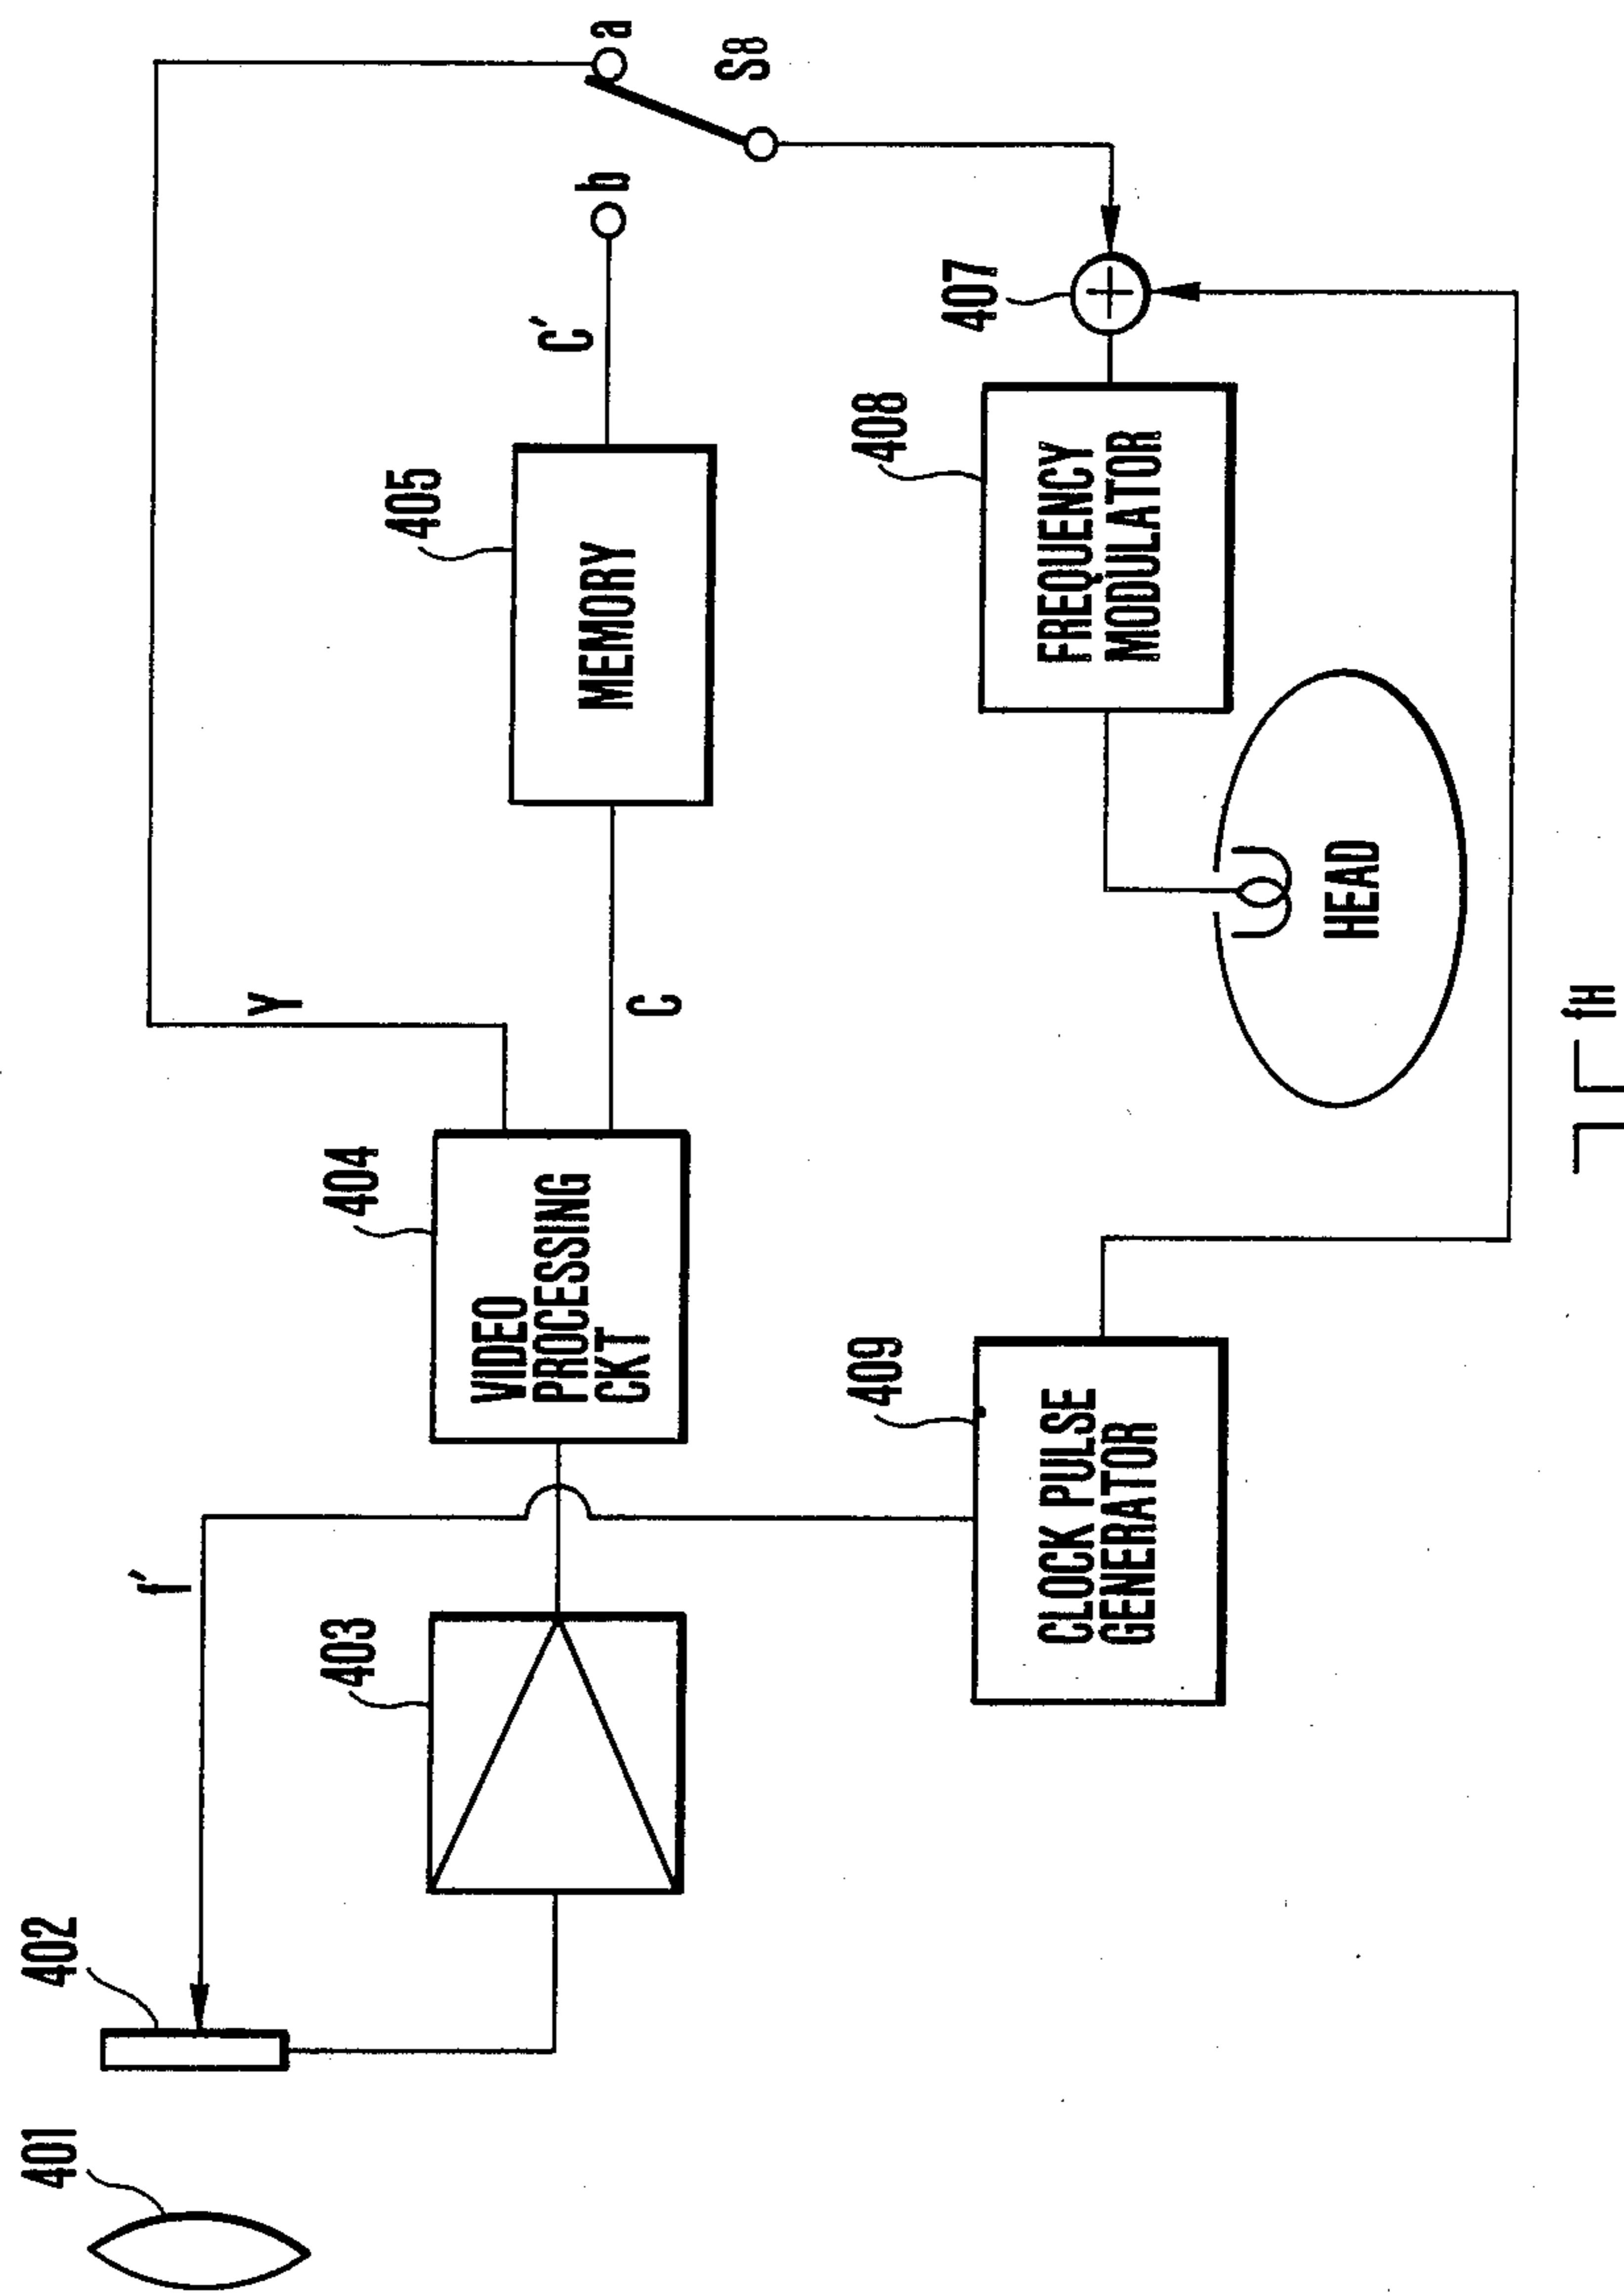 401
402
f'
403
404
VIDEO
PROCESSING
CKT
Y
C
405
MEMORY
C'
b
a
S8
407
408
FREQUENCY
MODULATOR
HEAD
409
CLOCK PULSE
GENERATOR
fH